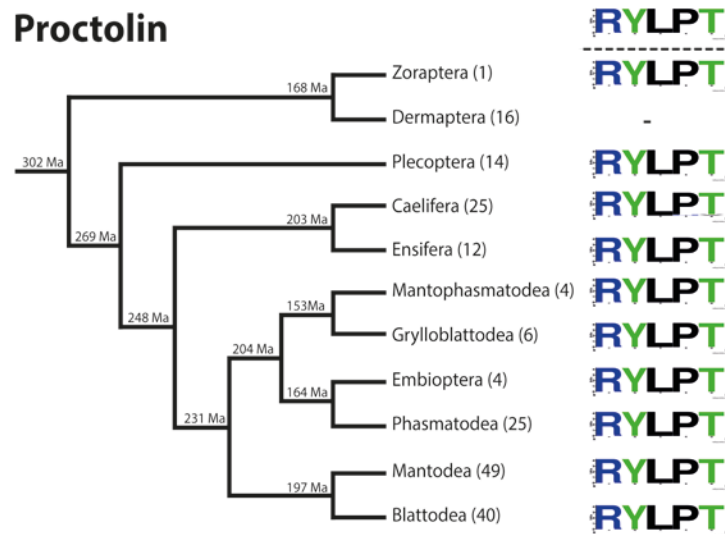 Proctolin
RYLPT
168 Ma
Zoraptera (1)
RYLPT
Dermaptera (16)
-
302 Ma
Plecoptera (14)
RYLPT
203 Ma
Caelifera (25)
RYLPT
269 Ma
Ensifera (12)
RYLPT
153Ma
Mantophasmatodea (4)
RYLPT
248 Ma
204 Ma
Grylloblattodea (6)
RYLPT
164 Ma
Embioptera (4)
RYLPT
231 Ma
Phasmatodea (25)
RYLPT
197 Ma
Mantodea (49)
RYLPT
Blattodea (40)
RYLPT